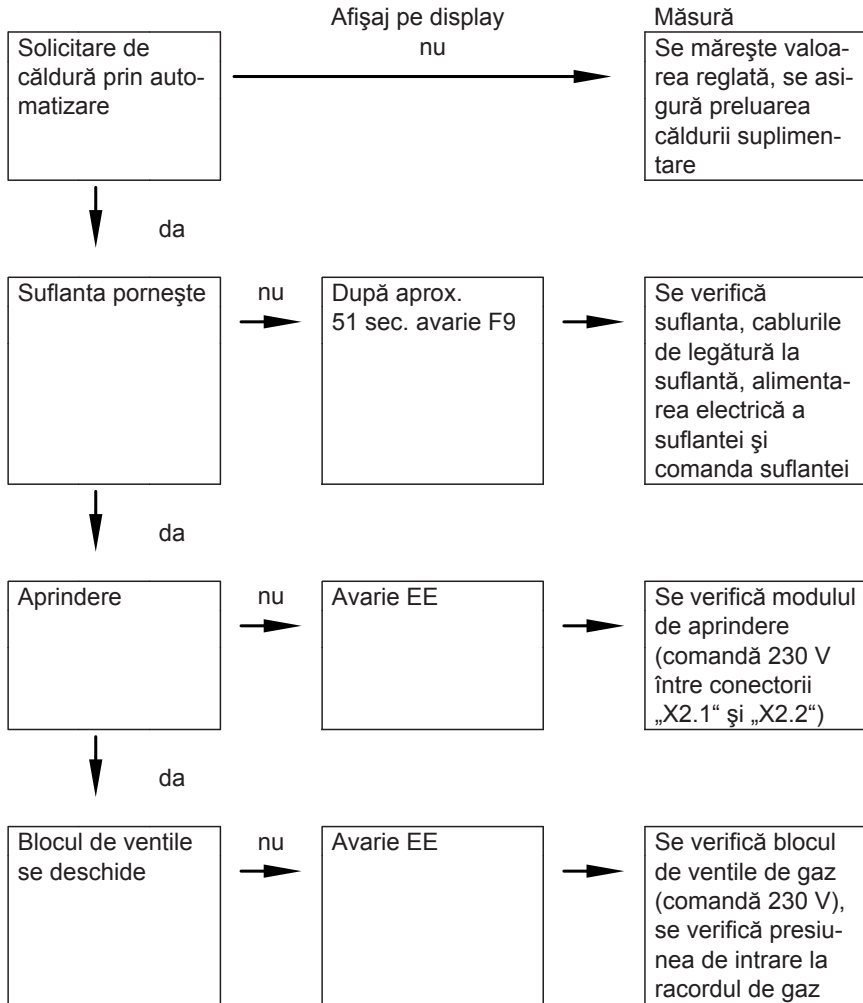 Afişaj pe display
Măsură
Solicitare de
căldură prin auto-
matizare
nu
Se măreşte valoa-
rea reglată, se asi-
gură preluarea
căldurii suplimen-
tare
da
Suflanta porneşte
nu
După aprox.
51 sec. avarie F9
Se verifică
suflanta, cablurile
de legătură la
suflantă, alimenta-
rea electrică a
suflantei şi
comanda suflantei
da
Aprindere
nu
Avarie EE
Se verifică modulul
de aprindere
(comandă 230 V
între conectorii
„X2.1“ şi „X2.2“)
da
Blocul de ventile
se deschide
nu
Avarie EE
Se verifică blocul
de ventile de gaz
(comandă 230 V),
se verifică presiu-
nea de intrare la
racordul de gaz